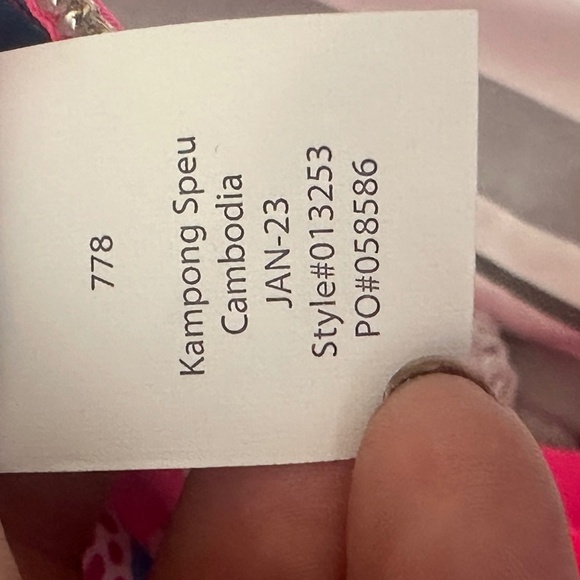 778
Kampong Speu
Cambodia
JAN-23
Style#013253
PO#058586